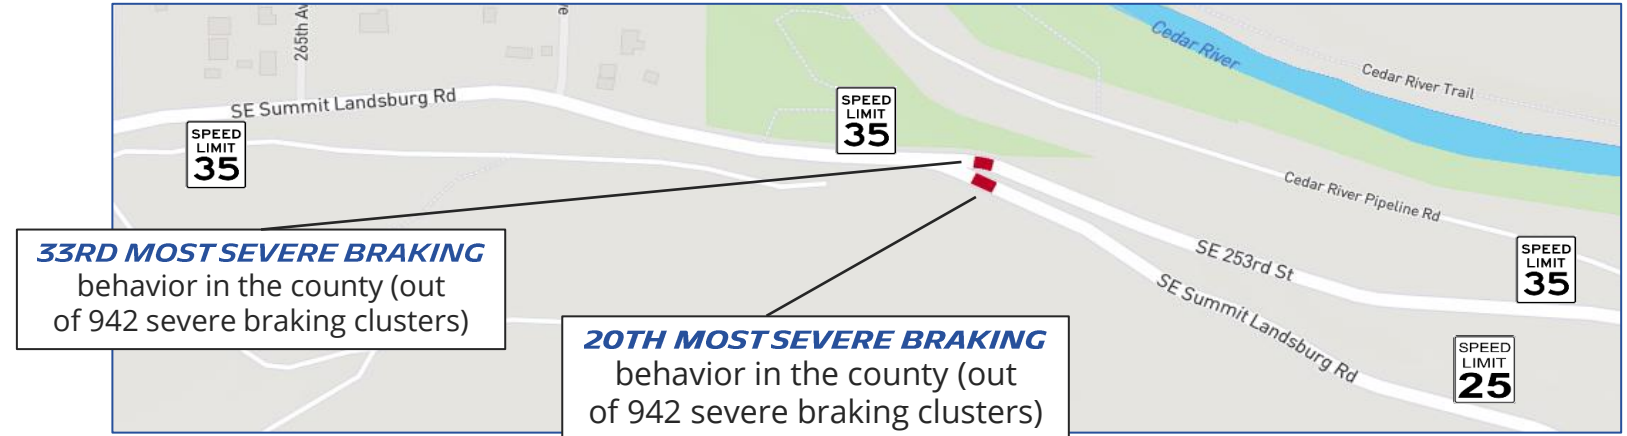 265th Av
Cedar River
Cedar River Trail
SE Summit Landsburg Rd
SPEED
LIMIT
35
SPEED
LIMIT
35
Cedar River Pipeline Rd
33RD MOST SEVERE BRAKING
behavior in the county (out
of 942 severe braking clusters)
SE 253rd St
SPEED
LIMIT
35
SE Summit Landsburg Rd
20TH MOST SEVERE BRAKING
behavior in the county (out
of 942 severe braking clusters)
SPEED
LIMIT
25